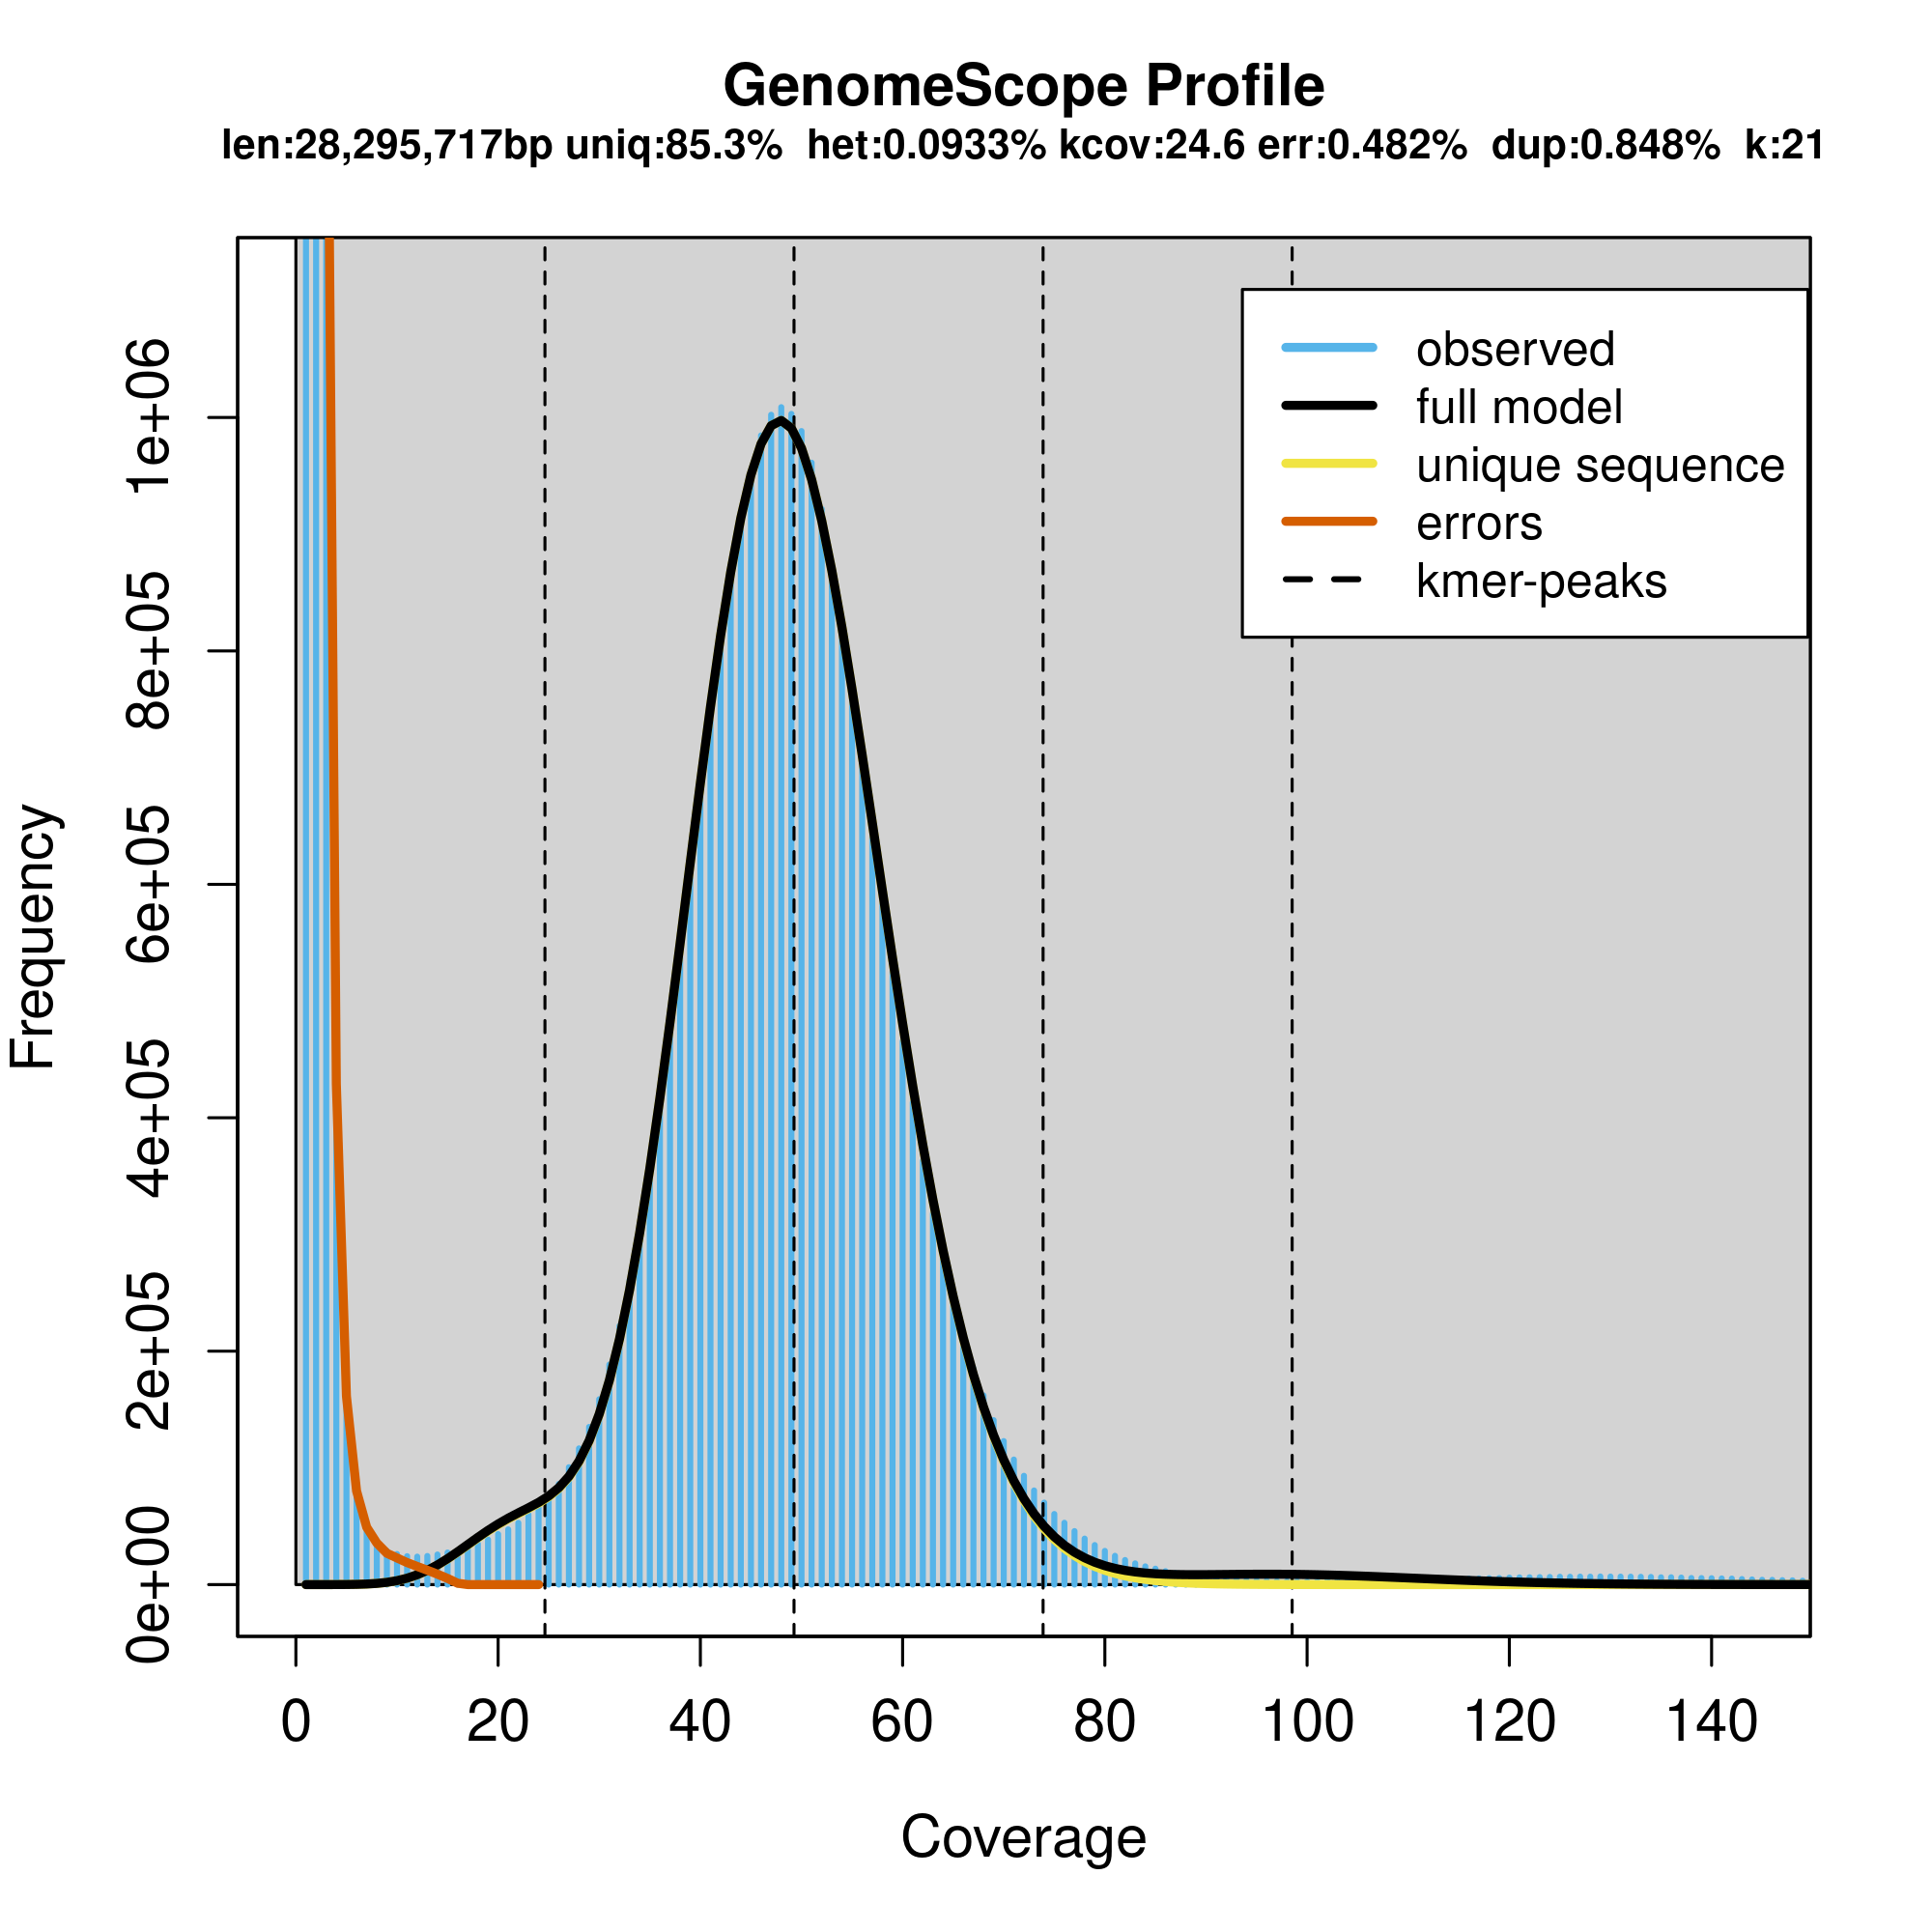 GenomeScope Profile
len:28,295,717bp uniq:85.3% het:0.0933% kcov:24.6 err:0.482% dup:0.848% k:21
observed
full model
unique sequence
errors
kmer-peaks
Frequency
1e+06
8e+05
6e+05
4e+05
2e+05
0e+00
0 20 40 60 80 100 120 140
Coverage